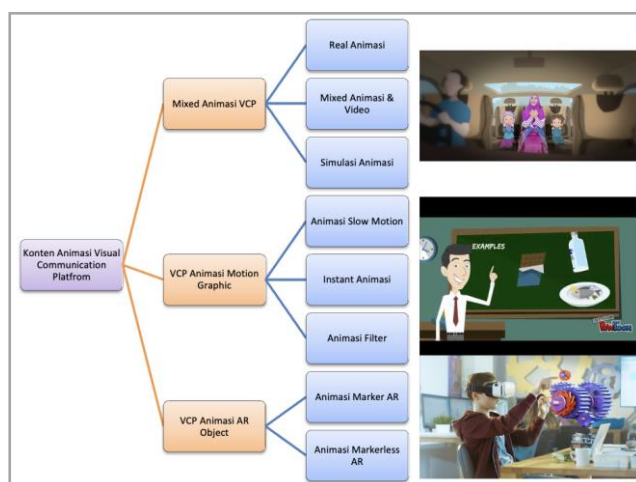 Real Animasi
Mixed Animasi VCP
Mixed Animasi &
Video
Simulasi Animasi
Konten Animasi Visual
Communication
Platfrom
Animasi Slow Motion
VCP Animasi Motion
Graphic
Instant Animasi
Animasi Filter
VCP Animasi AR
Object
Animasi Marker AR
Animasi Markerless
AR
EXAMPLES
PowToon